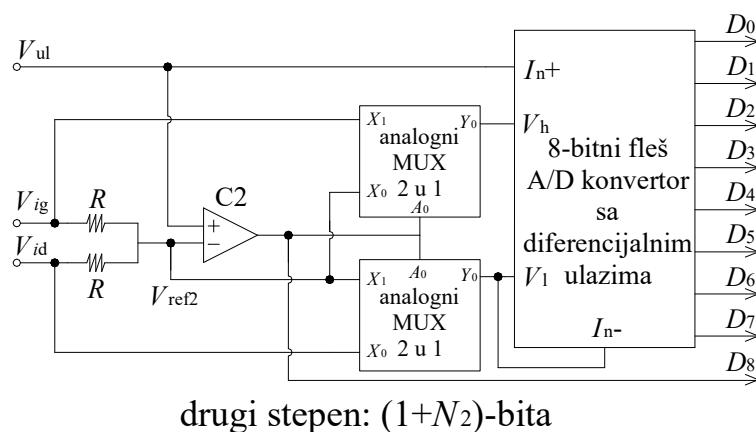 Vul
Vig
Vid
R
R
Vref2
C2
X1
Y0
analogni
MUX
X0
2 u 1
A0
A0
X1
Y0
analogni
MUX
X0
2 u 1
In+
Vh
8-bitni fleš
A/D konvertor
sa
diferencijalnim
ulazima
Vl
In-
D0
D1
D2
D3
D4
D5
D6
D7
D8
drugi stepen: (1+N2)-bita